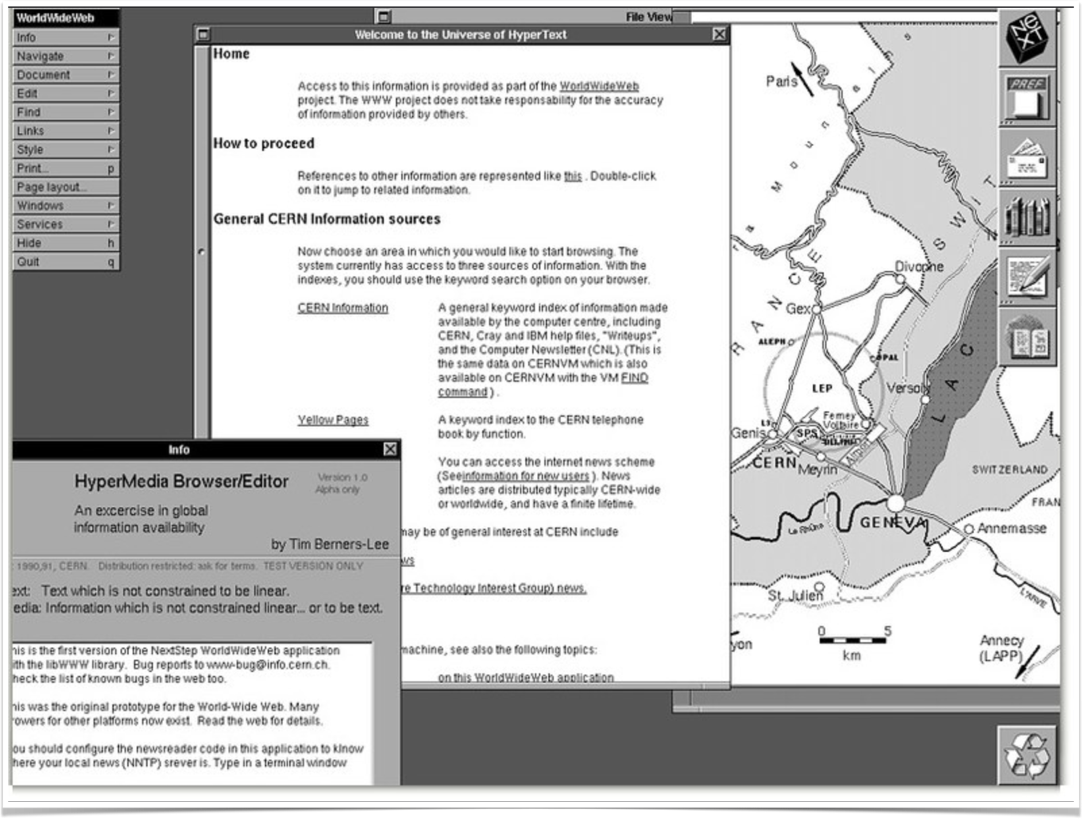 WorldWideWeb
Info
Navigate
Document
Edit
Find
Links
Style
Print... p
Page layout...
Windows
Services
Hide h
Quit q
File View
Welcome to the Universe of HyperText
Home
Access to this information is provided as part of the WorldWideWeb
project. The WWW project does not take responsability for the accuracy
of information provided by others.
How to proceed
References to other information are represented like this . Double-click
on it to jump to related information.
General CERN Information sources
Now choose an area in which you would like to start browsing. The
system currently has access to three sources of information. With the
indexes, you should use the keyword search option on your browser.
CERN Information
A general keyword index of information made
available by the computer centre, including
CERN, Cray and IBM help files, "Writeups",
and the Computer Newsletter (CNL). (This is
the same data on CERNVM which is also
available on CERNVM with the VM FIND
command ) .
Yellow Pages
A keyword index to the CERN telephone
book by function.
You can access the internet news scheme
(Seeinformation for new users ). News
articles are distributed typically CERN-wide
or worldwide, and have a finite lifetime.
may be of general interest at CERN include
ws
re Technology Interest Group) news.
machine, see also the following topics:
on this WorldWideWeb application
Info
HyperMedia Browser/Editor
Version 1.0
Alpha only
An excercise in global
information availability
by Tim Berners-Lee
1990,91, CERN. Distribution restricted: ask for terms. TEST VERSION ONLY
ext: Text which is not constrained to be linear.
edia: Information which is not constrained linear... or to be text.
his is the first version of the NextStep WorldWideWeb application
ith the libWWW library. Bug reports to www-bug@info.cern.ch.
heck the list of known bugs in the web too.
his was the original prototype for the World-Wide Web. Many
owers for other platforms now exist. Read the web for details.
ou should configure the newsreader code in this application to klnow
here your local news (NNTP) srever is. Type in a terminal window
Paris
Divonne
Gex
ALEPH
OPAL
LEP
Versoix
LAC
Ferney
Voltaire
L3
Genis
SPS
DELPHI
CERN
Meyrin
Airport
SWITZERLAND
FRAN
GENEVA
Le Rhône
Annemasse
St. Julien
L'ARVE
0 5
km
Annecy
(LAPP)
yon
NeXT
PREF